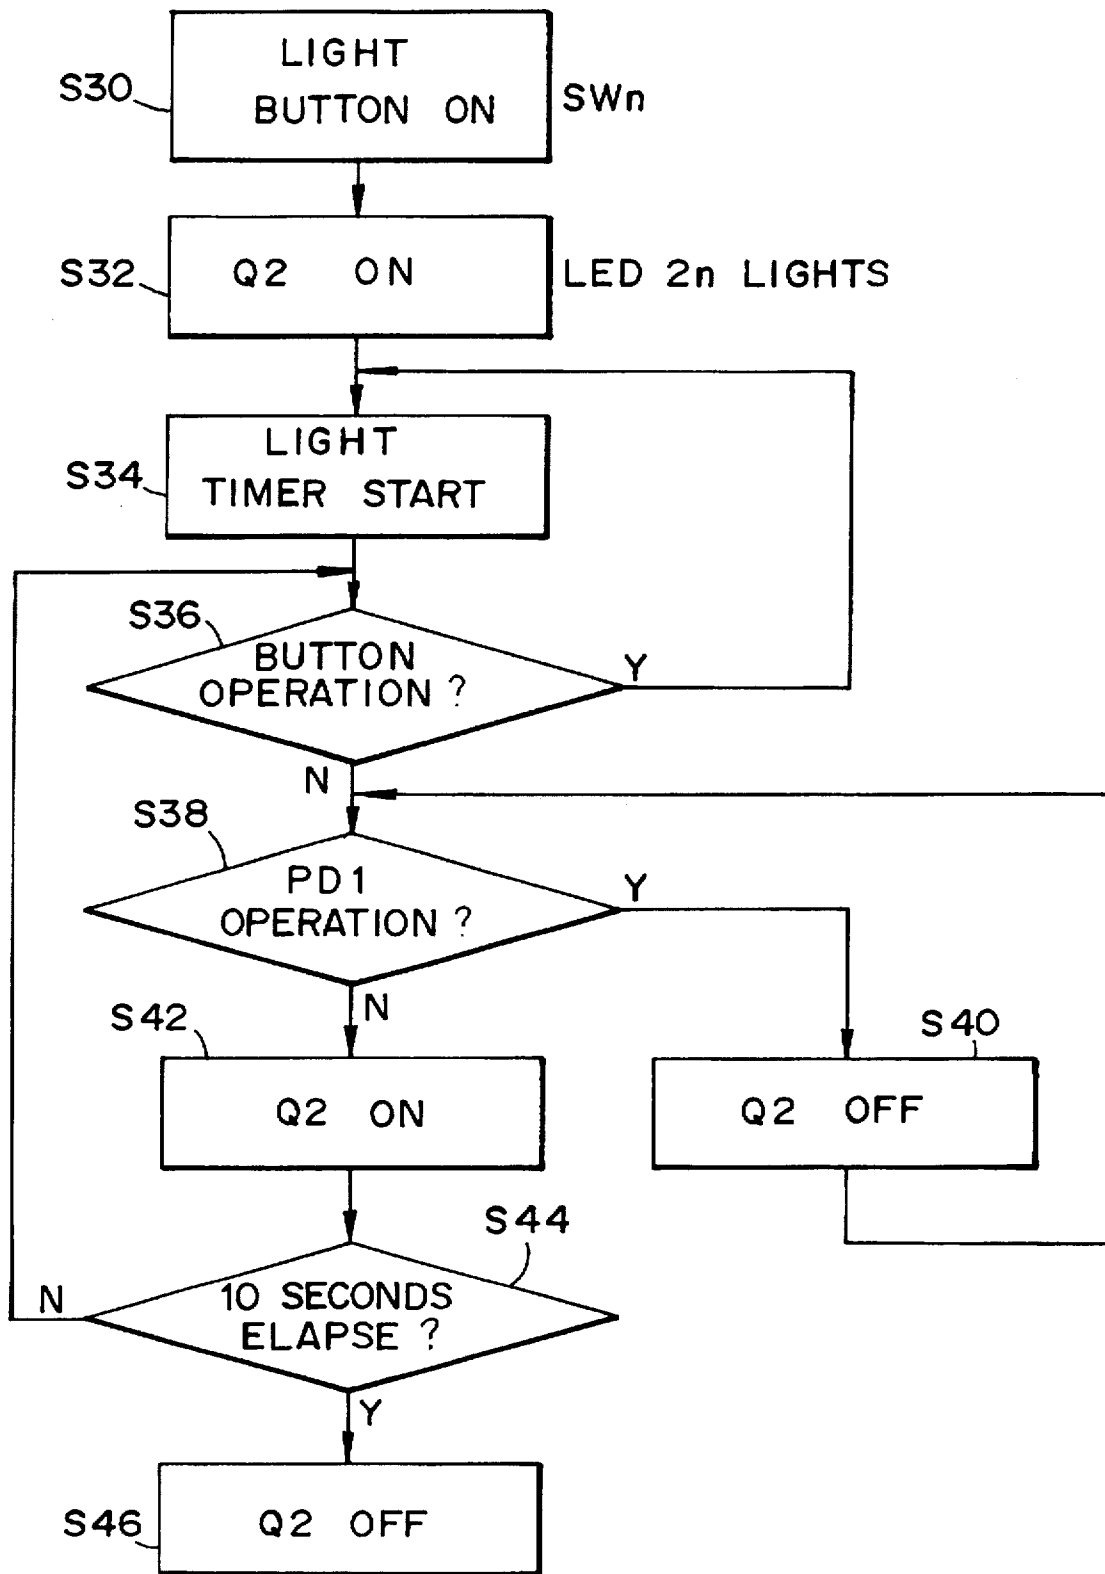 LIGHT
BUTTON ON
S30
SWn
S32
Q2 ON
LED 2n LIGHTS
LIGHT
TIMER START
S34
S36
BUTTON
OPERATION ?
Y
N
S38
PD1
OPERATION ?
Y
N
S42
Q2 ON
S40
Q2 OFF
S44
10 SECONDS
ELAPSE ?
N
Y
S46
Q2 OFF